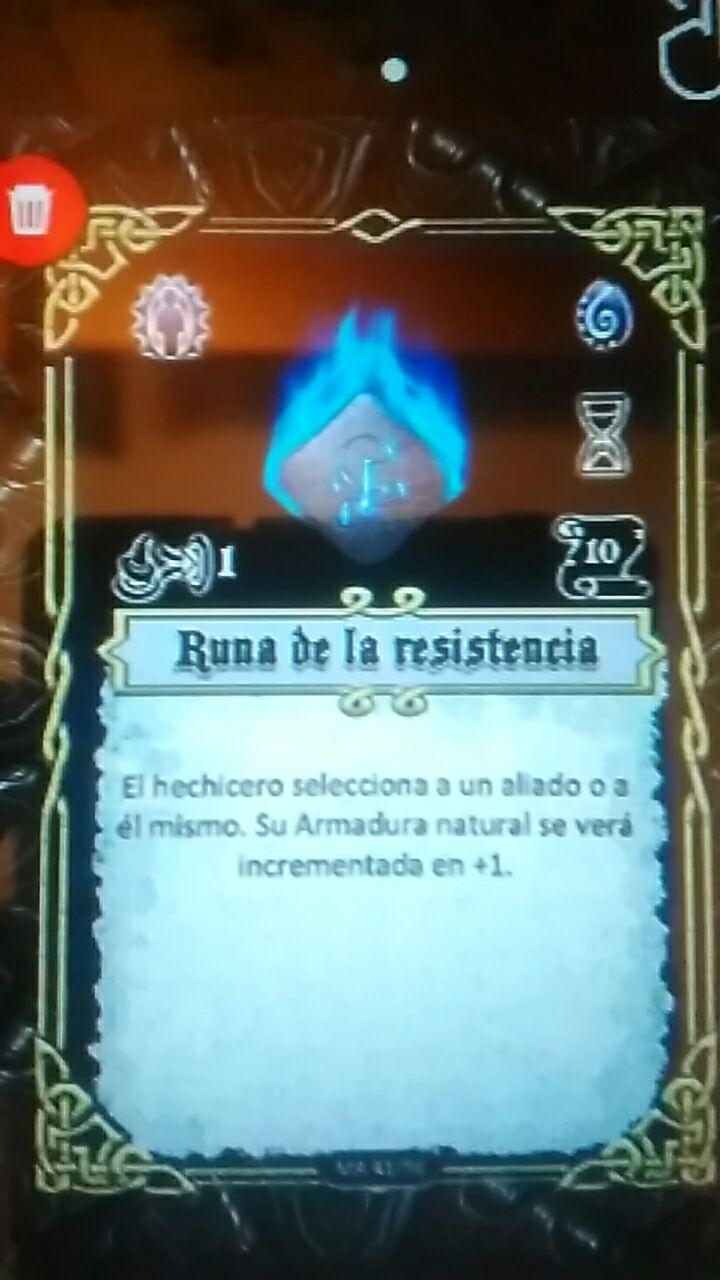 1
10
Runa de la resistencia
El hechicero selecciona a un aliado o a
él mismo. Su Armadura natural se verá
incrementada en +1.